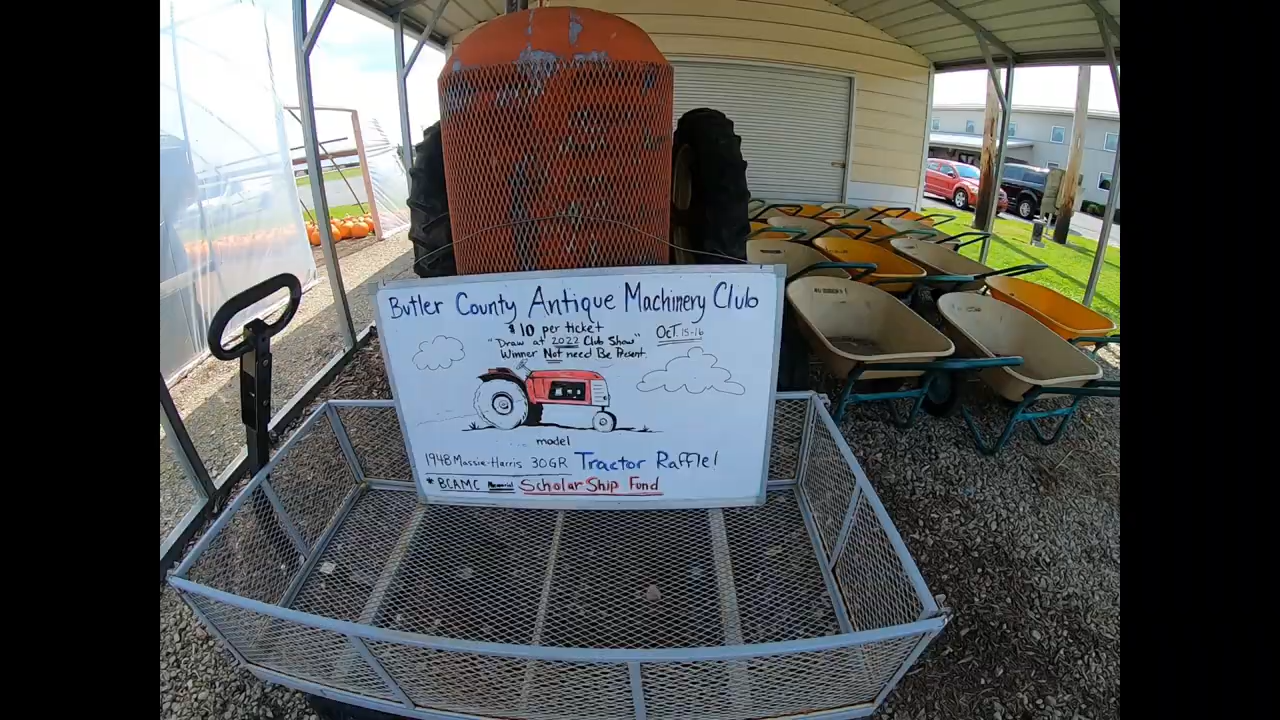 Butler County Antique Machinery Club
$10 per ticket Oct. 15-16
"Draw at 2022 Club Show"
Winner Not need Be Present.
model
1948 Massie-Harris 30GR Tractor Raffle!
* BCAMC Memorial Scholarship Fund